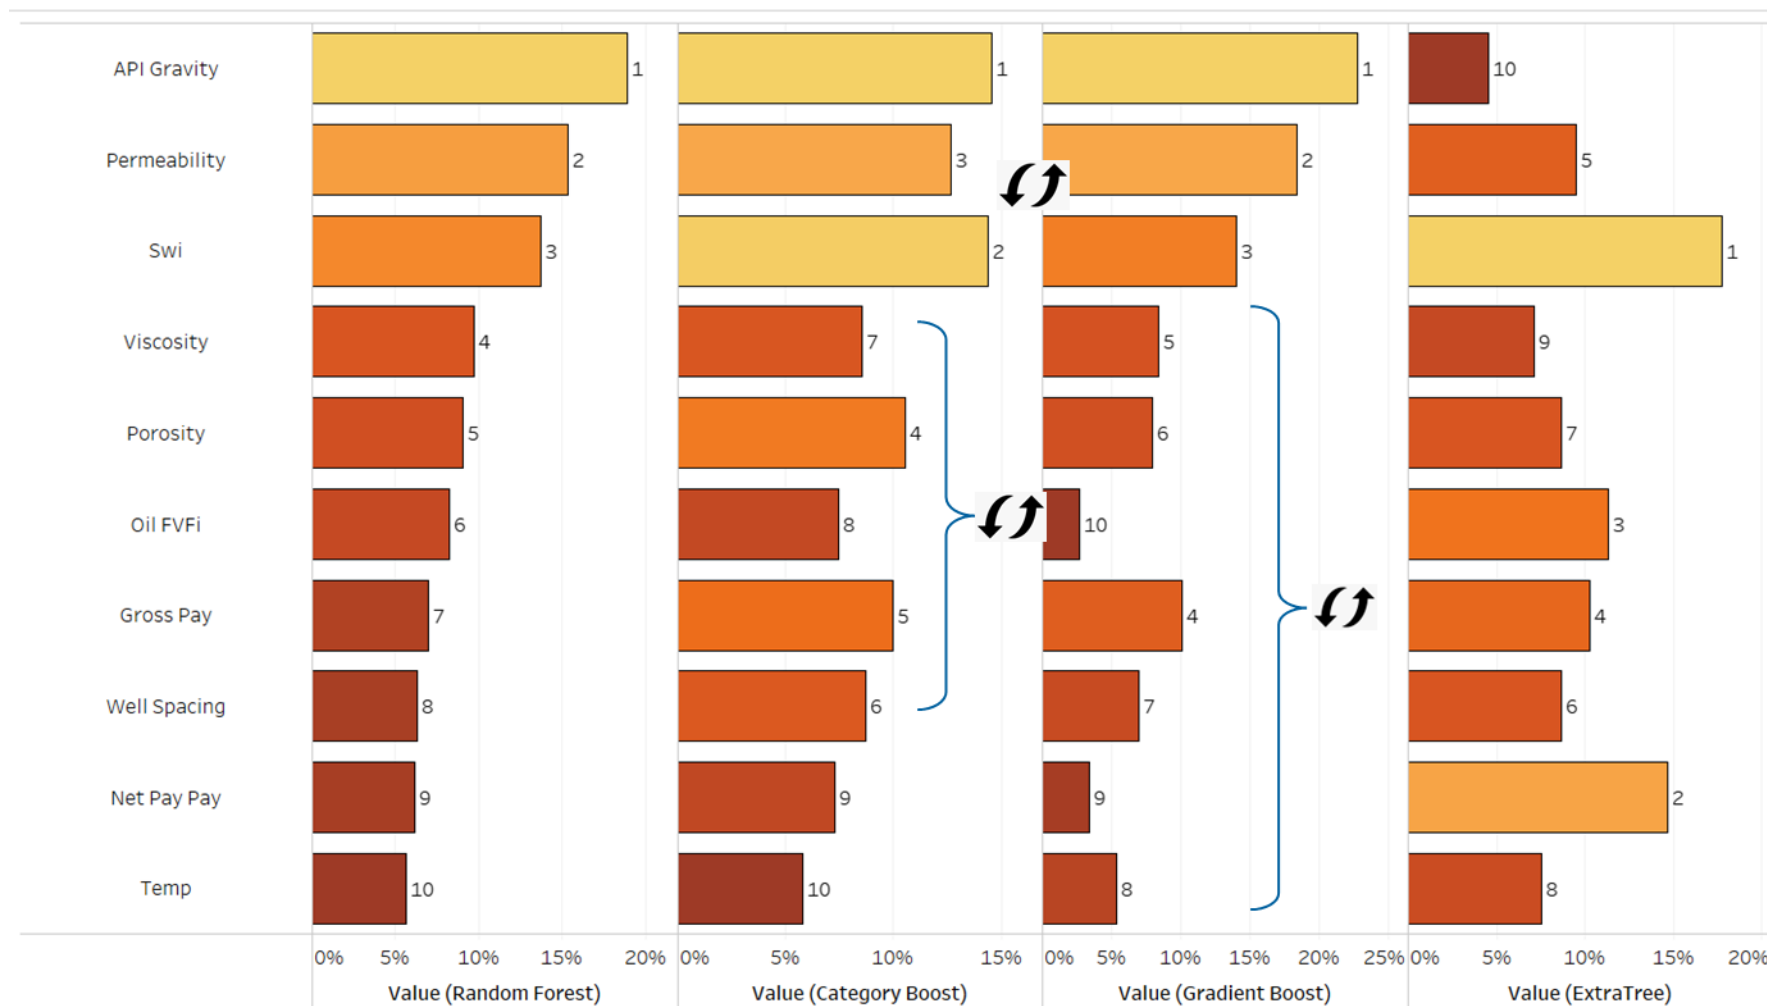 API Gravity 1 1 1 10
Permeability 2 3 2 5
Swi 3 2 3 1
Viscosity 4 7 5 9
Porosity 5 4 6 7
Oil FVFi 6 8 10 3
Gross Pay 7 5 4 4
Well Spacing 8 6 7 6
Net Pay Pay 9 9 9 2
Temp 10 10 8 8
0% 5% 10% 15% 20% 0% 5% 10% 15% 0% 5% 10% 15% 20% 25% 0% 5% 10% 15% 20%
Value (Random Forest) Value (Category Boost) Value (Gradient Boost) Value (ExtraTree)